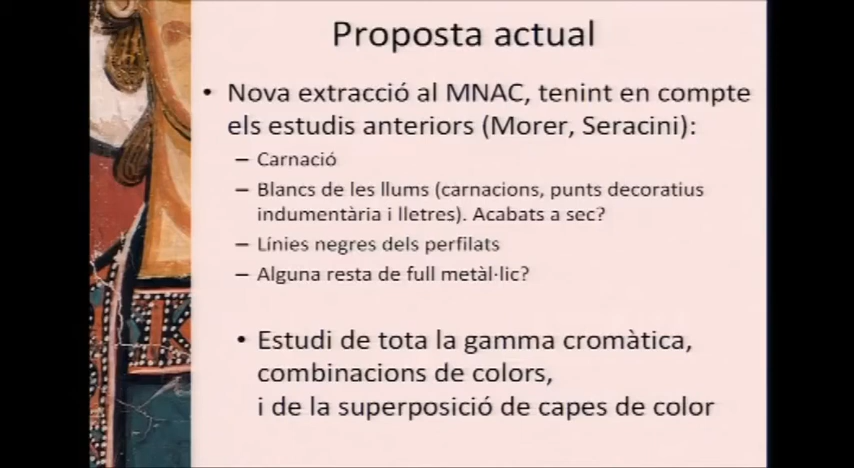 Proposta actual
• Nova extracció al MNAC, tenint en compte
els estudis anteriors (Morer, Seracini):
– Carnació
– Blancs de les llums (carnacions, punts decoratius
indumentària i lletres). Acabats a sec?
– Línies negres dels perfilats
– Alguna resta de full metàl·lic?
• Estudi de tota la gamma cromàtica,
combinacions de colors,
i de la superposició de capes de color